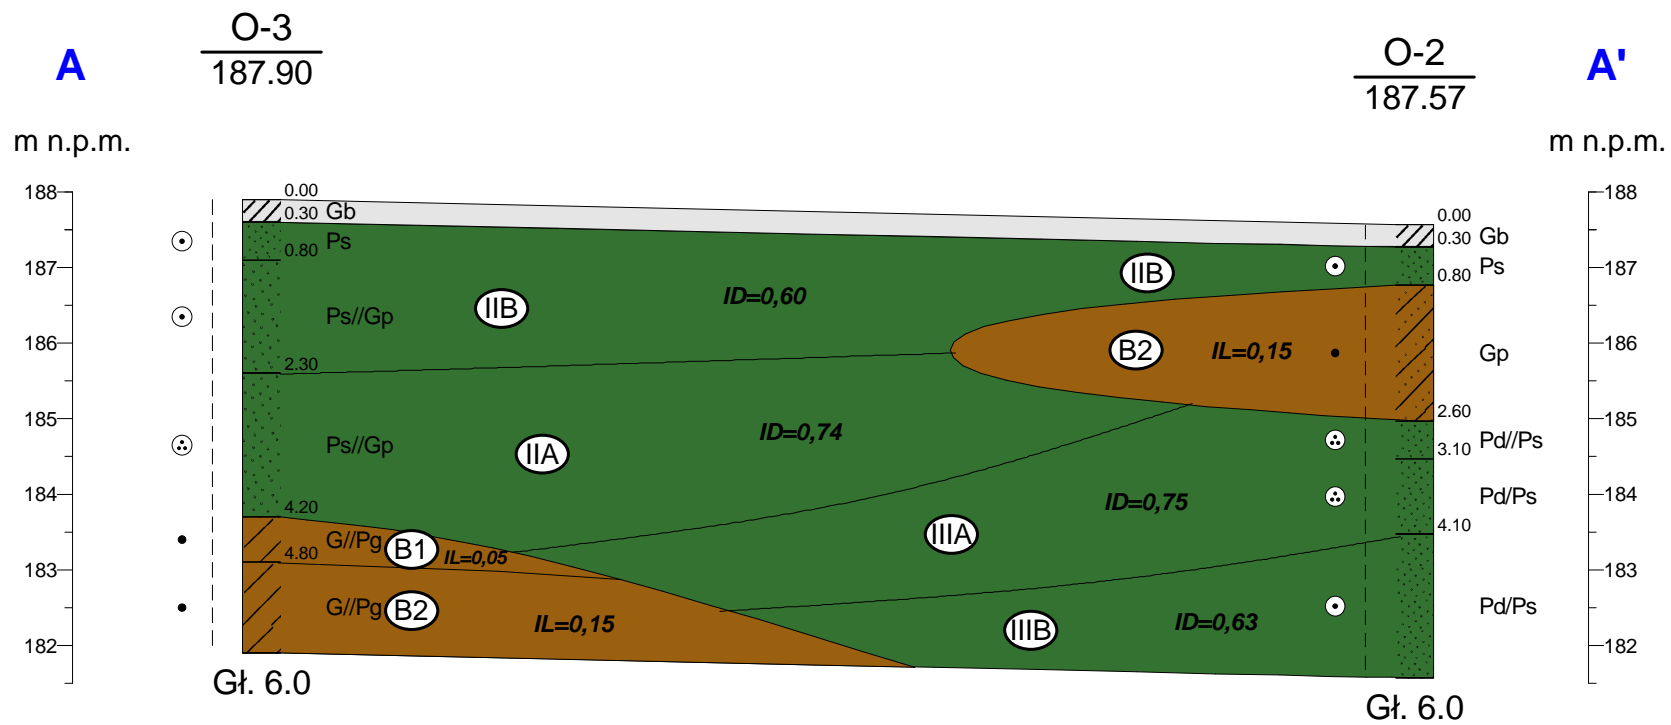 A
O-3
187.90
O-2
187.57
A'
m n.p.m.
m n.p.m.
188
187
186
185
184
183
182
0.00
0.30 Gb
Ps
0.80
Ps//Gp
2.30
Ps//Gp
4.20
G//Pg
4.80
G//Pg
IIB
ID=0,60
IIB
B2
IL=0,15
IIA
ID=0,74
IIIA
ID=0,75
B1
IL=0,05
B2
IL=0,15
IIIB
ID=0,63
0.00
0.30 Gb
Ps
0.80
Gp
2.60
Pd//Ps
3.10
Pd/Ps
4.10
Pd/Ps
188
187
186
185
184
183
182
Gł. 6.0
Gł. 6.0